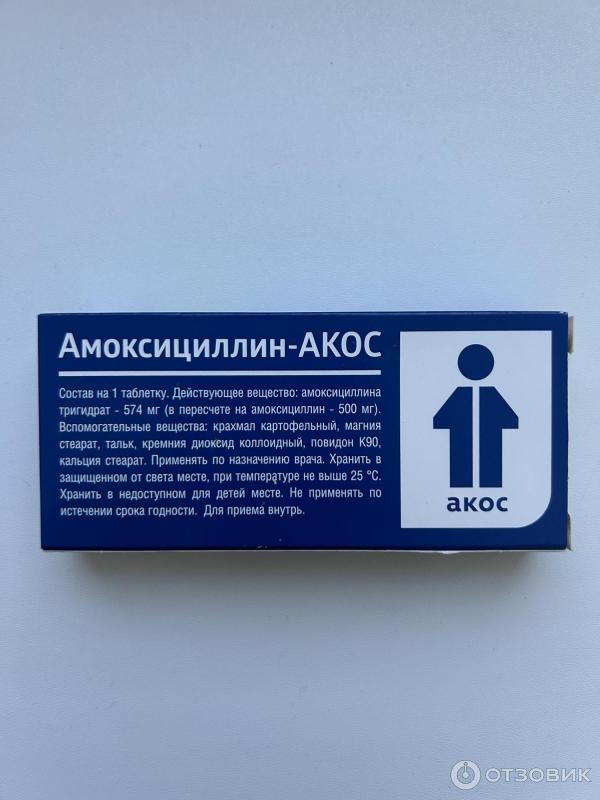 Амоксициллин-АКОС
Состав на 1 таблетку. Действующее вещество: амоксициллина
тригидрат - 574 мг (в пересчете на амоксициллин - 500 мг).
Вспомогательные вещества: крахмал картофельный, магния
стеарат, тальк, кремния диоксид коллоидный, повидон К90,
кальция стеарат. Применять по назначению врача. Хранить в
защищенном от света месте, при температуре не выше 25 °С.
Хранить в недоступном для детей месте. Не применять по
истечении срока годности. Для приема внутрь.
акос
ОТЗОВИК